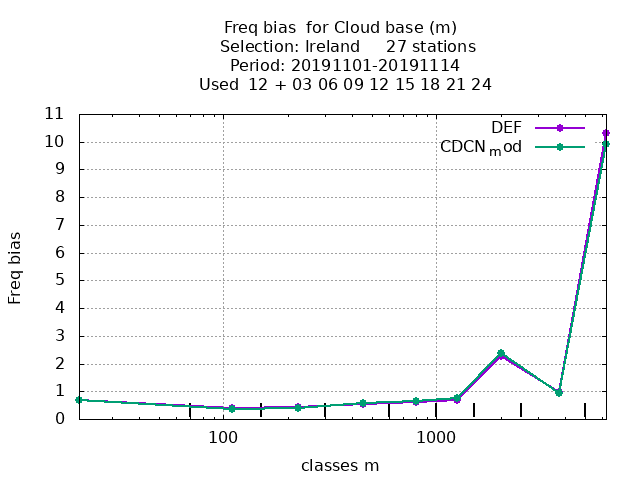 Freq bias  for Cloud base (m)
Selection: Ireland     27 stations
Period: 20191101-20191114
Used  12 + 03 06 09 12 15 18 21 24
DEF
CDCN_mod
Freq bias
11
10
9
8
7
6
5
4
3
2
1
0
100
1000
classes m